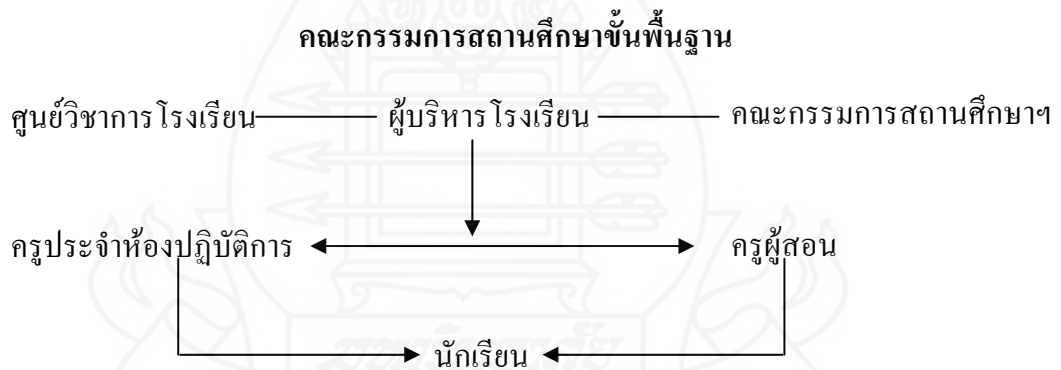 คณะกรรมการสถานศึกษาขั้นพื้นฐาน
ศูนย์วิชาการโรงเรียน ผู้บริหารโรงเรียน คณะกรรมการสถานศึกษาฯ
ครูประจำห้องปฏิบัติการ ครูผู้สอน
นักเรียน